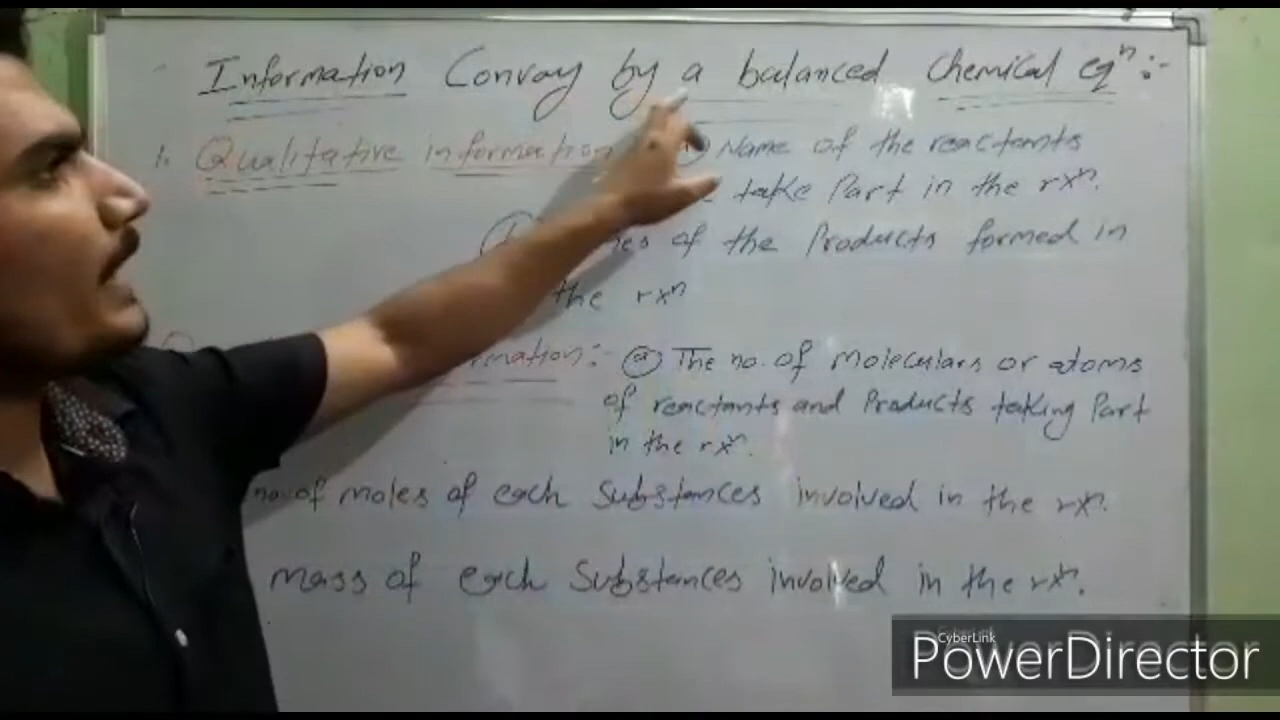 Information Convay by a balanced Chemical eqⁿ :-
1. Qualitative information Name of the reactants
take Part in the rxⁿ.
of the Products formed in
the rxⁿ
: ⓐ The no. of Moleculars or atoms
of reactants and Products taking Part
in the rxⁿ.
no. of moles of each Substances involved in the rxⁿ.
mass of each Substances involved in the rxⁿ.
CyberLink
PowerDirector